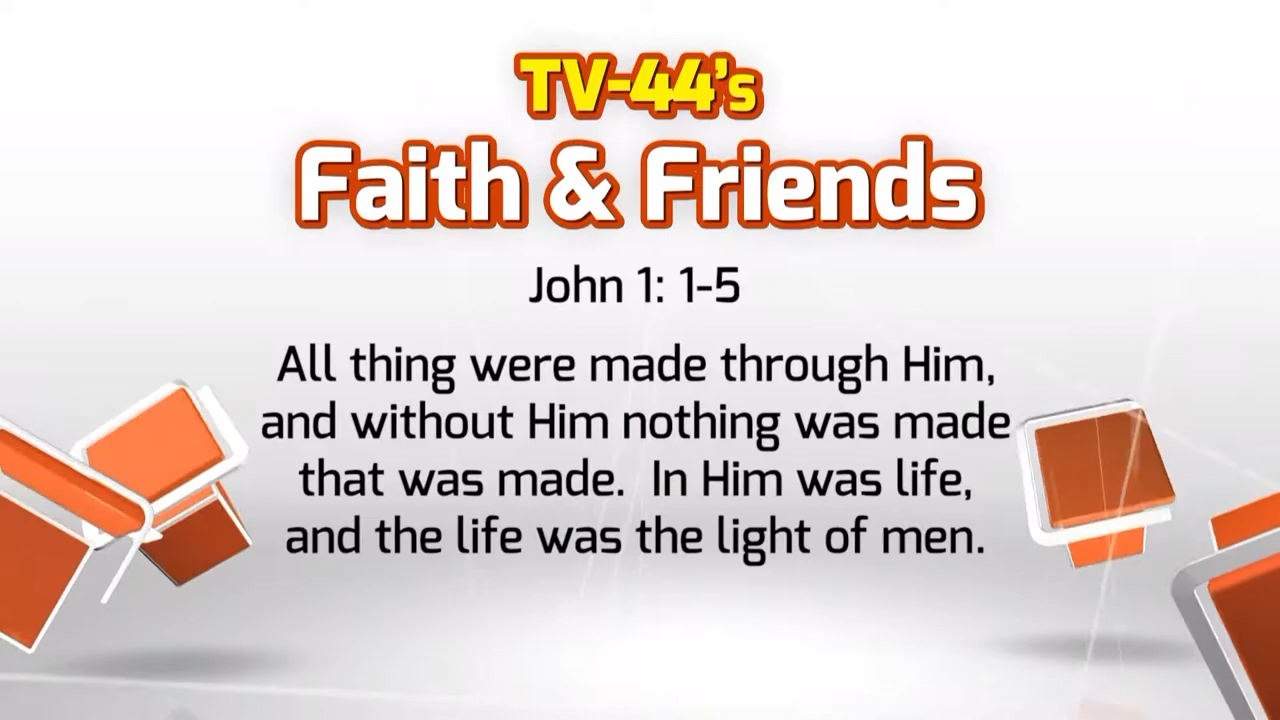 TV-44's
Faith & Friends
John 1: 1-5
All thing were made through Him,
and without Him nothing was made
that was made.  In Him was life,
and the life was the light of men.